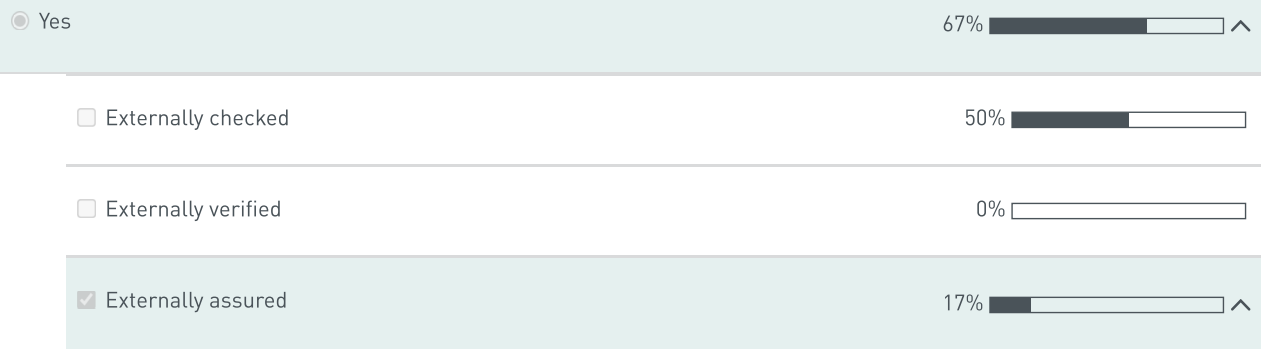 Yes 67%
Externally checked 50%
Externally verified 0%
Externally assured 17%